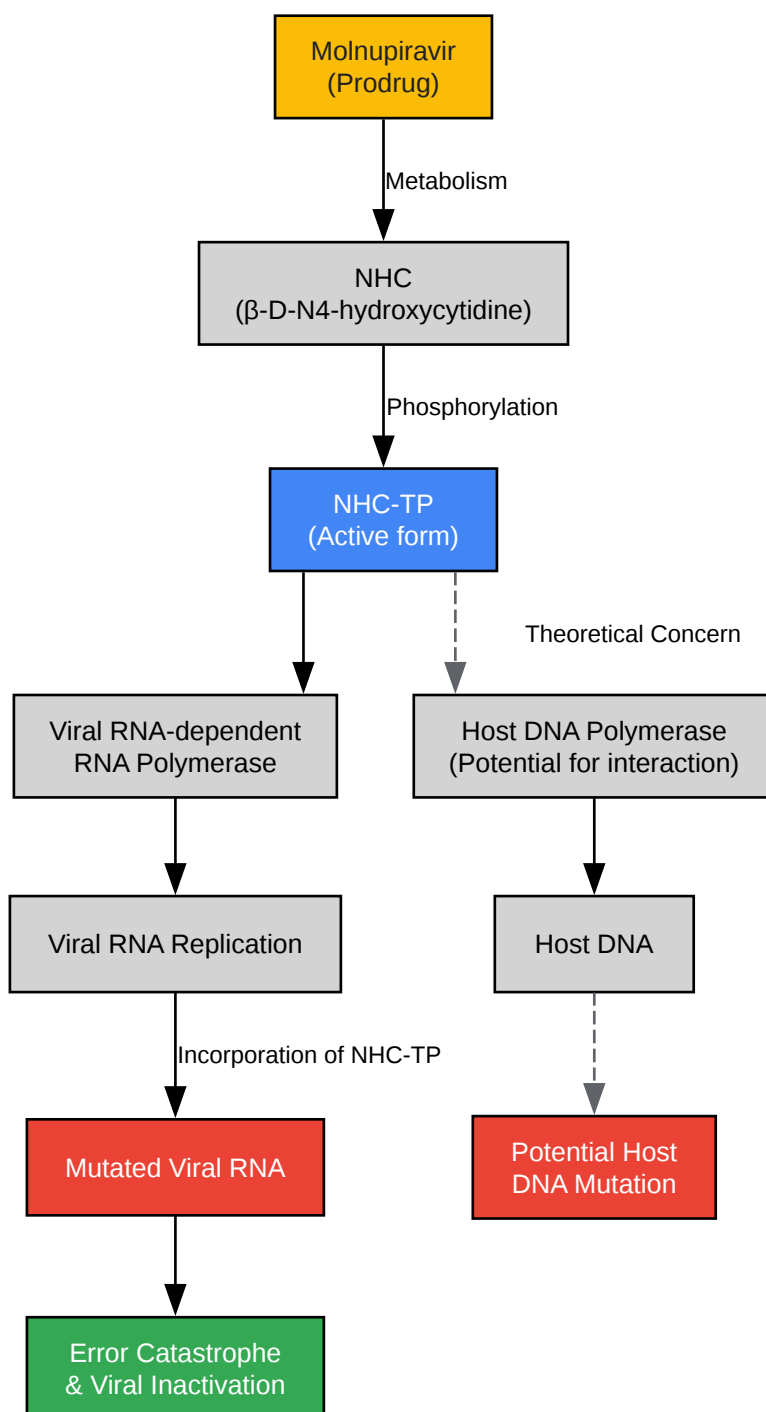 Molnupiravir
(Prodrug)
Metabolism
NHC
(β-D-N4-hydroxycytidine)
Phosphorylation
NHC-TP
(Active form)
Theoretical Concern
Viral RNA-dependent
RNA Polymerase
Host DNA Polymerase
(Potential for interaction)
Viral RNA Replication
Host DNA
Incorporation of NHC-TP
Mutated Viral RNA
Potential Host
DNA Mutation
Error Catastrophe
& Viral Inactivation